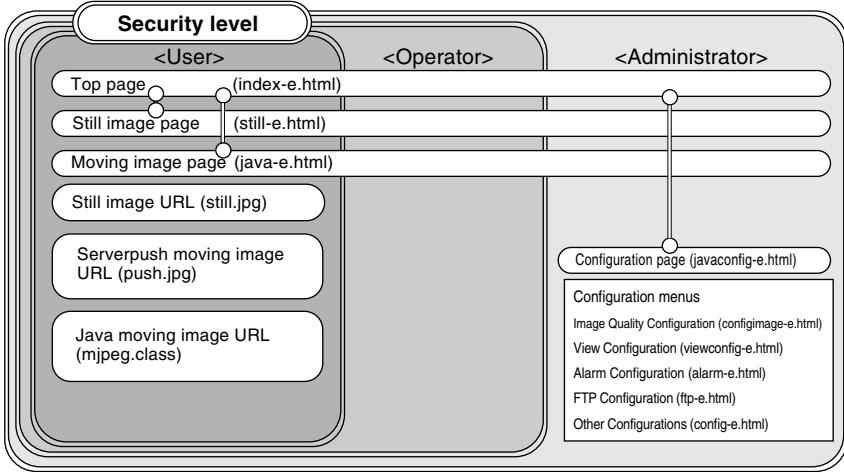 Security level
<User>
<Operator>
<Administrator>
Top page (index-e.html)
Still image page (still-e.html)
Moving image page (java-e.html)
Still image URL (still.jpg)
Serverpush moving image
URL (push.jpg)
Java moving image URL
(mjpeg.class)
Configuration page (javaconfig-e.html)
Configuration menus
Image Quality Configuration (configimage-e.html)
View Configuration (viewconfig-e.html)
Alarm Configuration (alarm-e.html)
FTP Configuration (ftp-e.html)
Other Configurations (config-e.html)